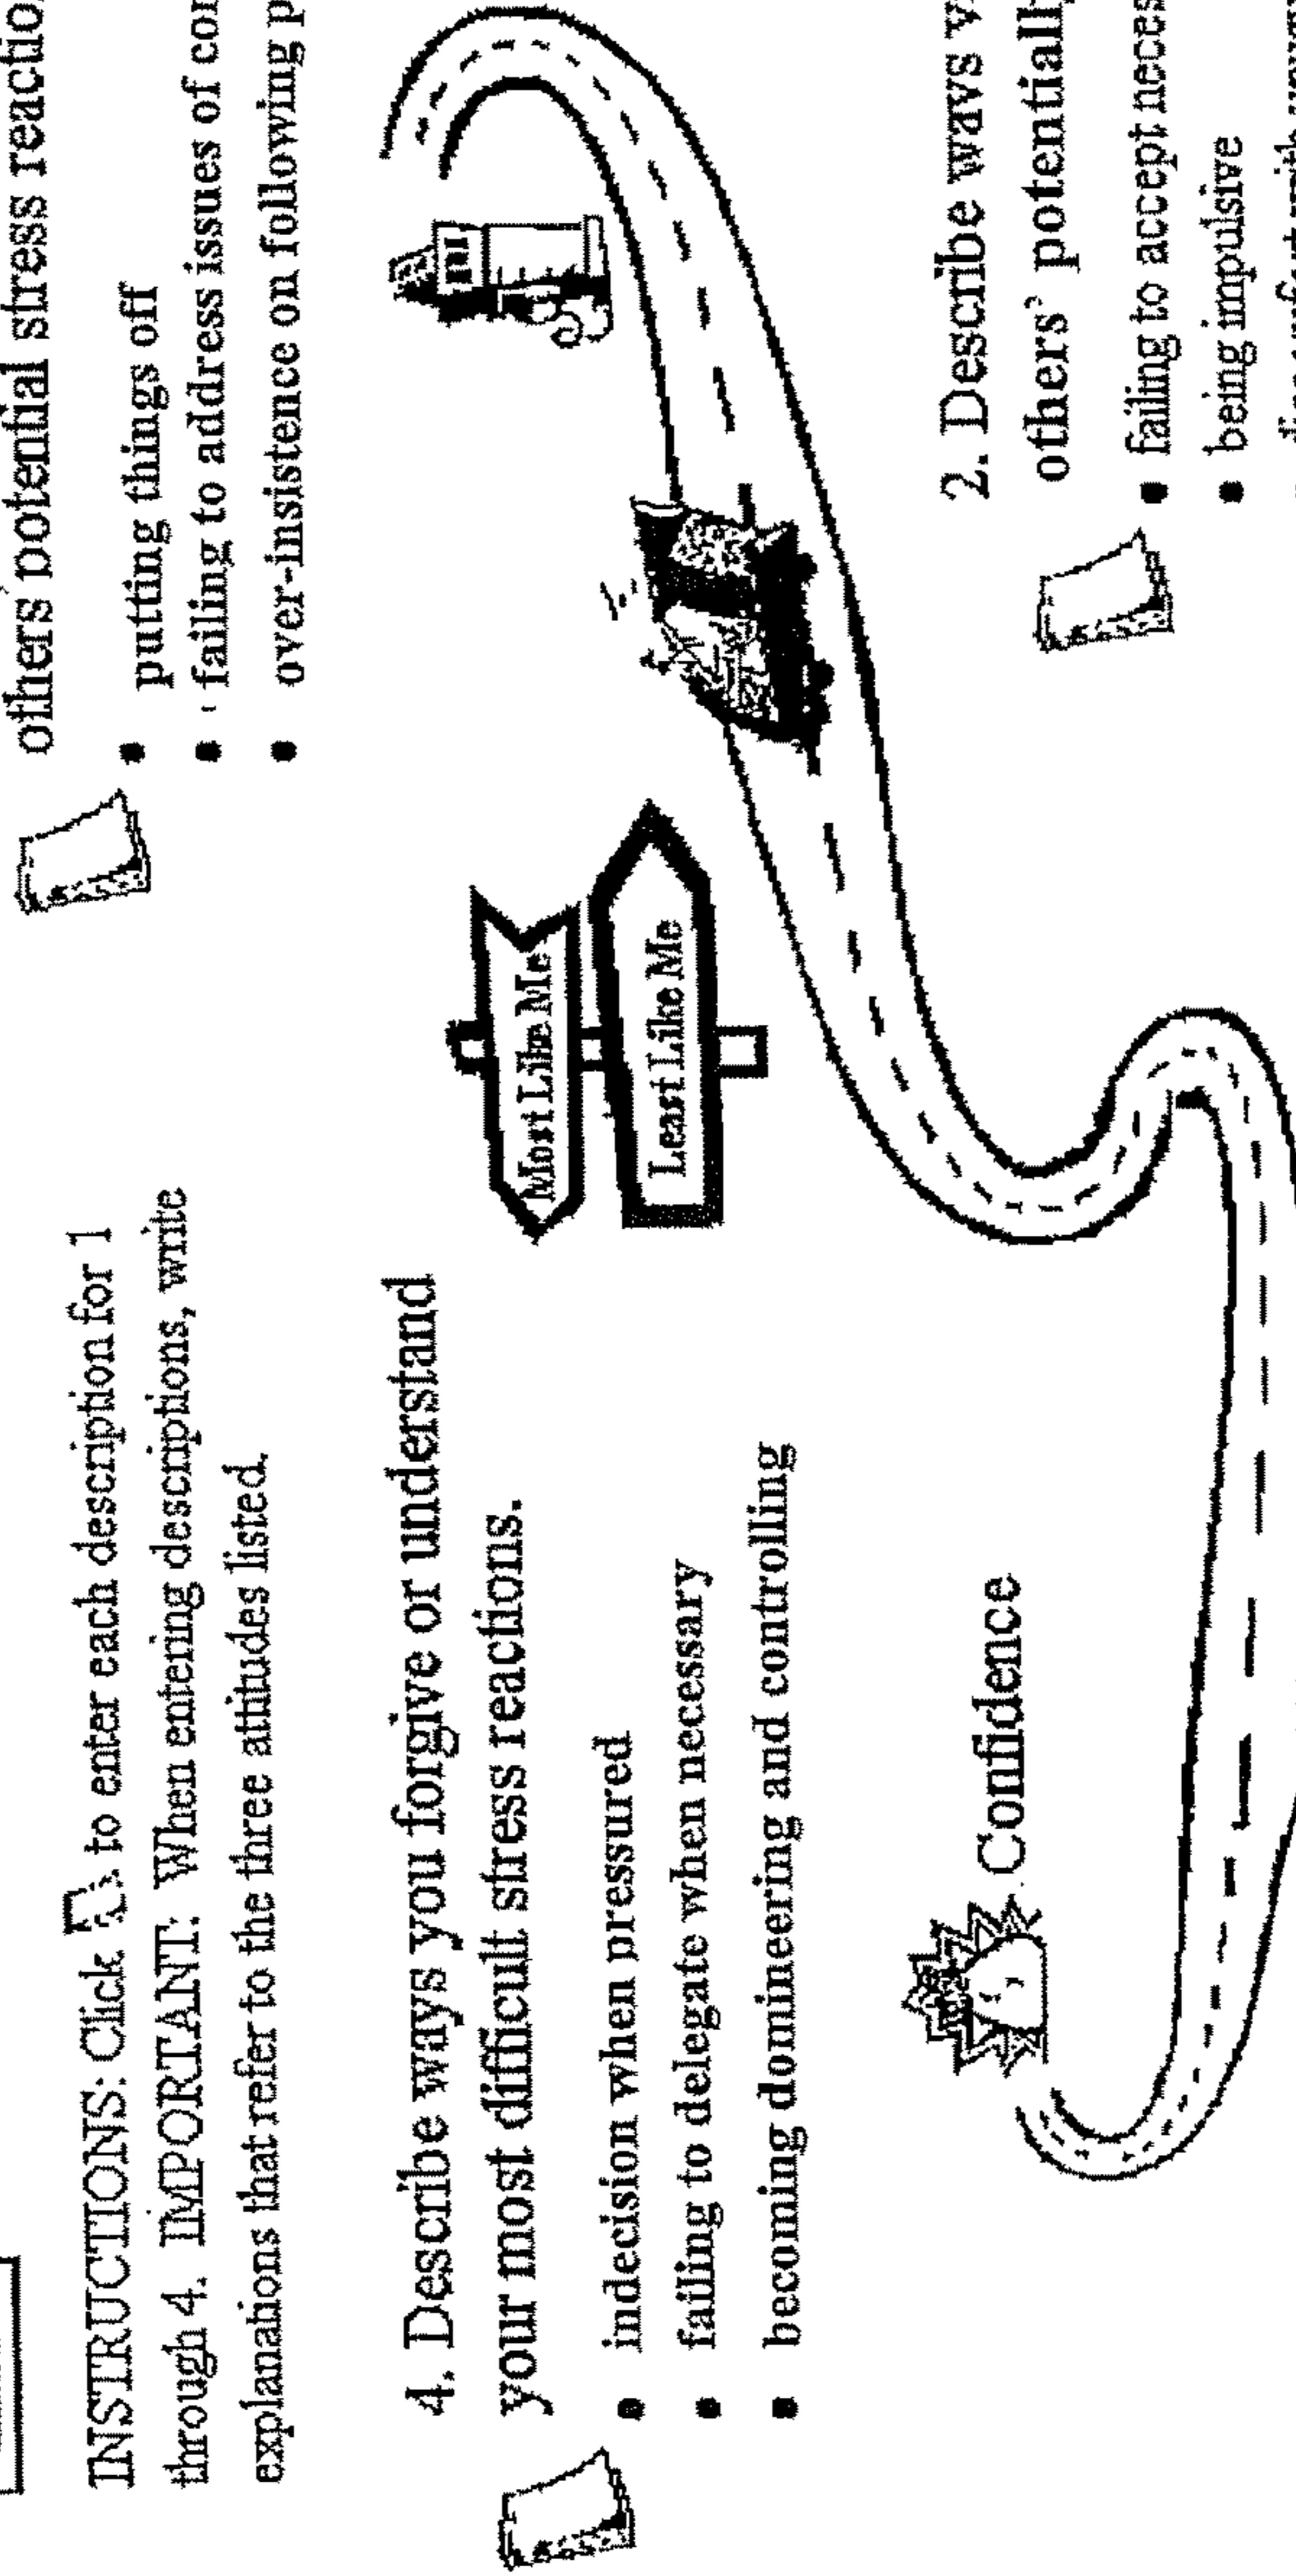 others' potential stress reactio
putting things off
failing to address issues of co
over-insistence on following p
INSTRUCTIONS: Click to enter each description for 1
through 4. IMPORTANT: When entering descriptions, write
explanations that refer to the three attitudes listed.
4. Describe ways you forgive or understand
your most difficult stress reactions.
indecision when pressured
failing to delegate when necessary
becoming domineering and controlling
Most Like Me
Least Like Me
Confidence
2. Describe ways y
others' potentially
failing to accept neces
being impulsive